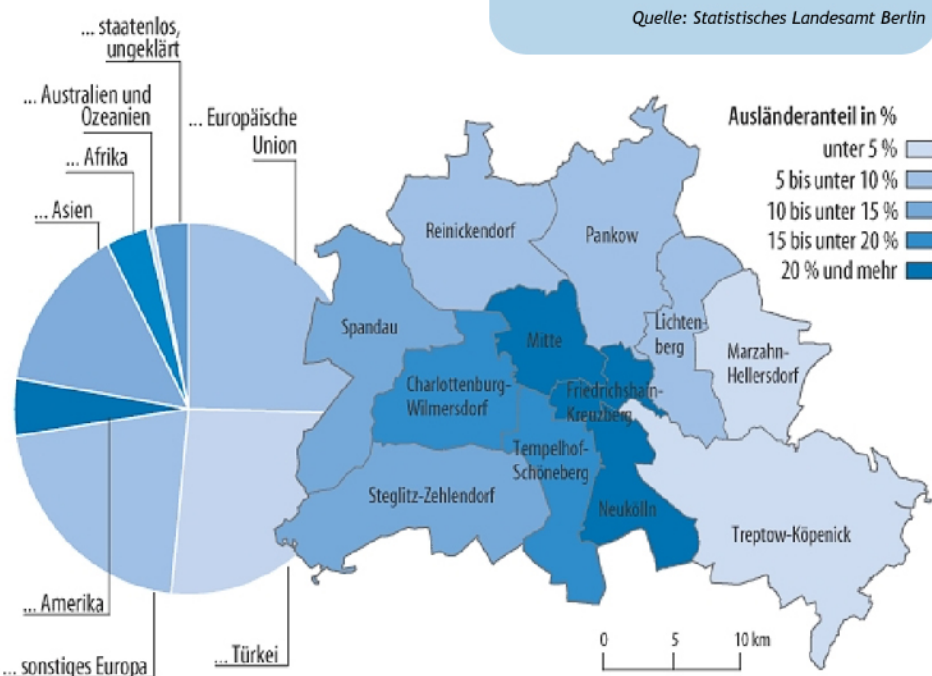 Quelle: Statistisches Landesamt Berlin
... staatenlos,
ungeklärt
... Australien und
Ozeanien
... Afrika
... Asien
... Europäische
Union
... Amerika
... sonstiges Europa
... Türkei
Ausländeranteil in %
unter 5 %
5 bis unter 10 %
10 bis unter 15 %
15 bis unter 20 %
20 % und mehr
Reinickendorf
Pankow
Spandau
Mitte
Lichten-
berg
Marzahn-
Hellersdorf
Charlottenburg-
Wilmersdorf
Friedrichshain-
Kreuzberg
Tempelhof-
Schöneberg
Steglitz-Zehlendorf
Neukölln
Treptow-Köpenick
0 5 10 km